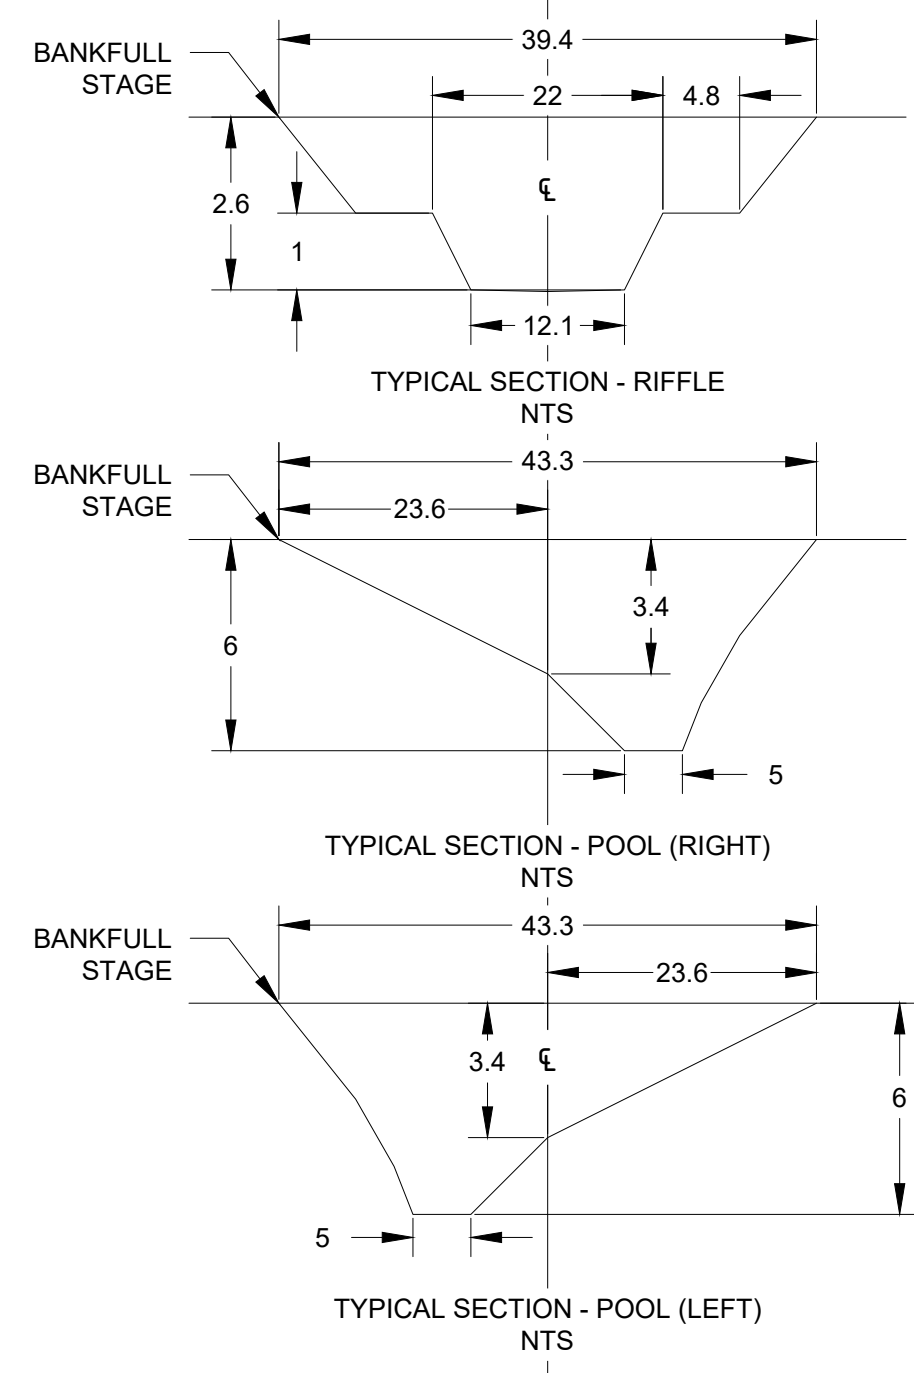 39.4
BANKFULL
STAGE
22
4.8
2.6
℄
1
12.1
TYPICAL SECTION - RIFFLE
NTS
43.3
BANKFULL
STAGE
23.6
3.4
6
5
TYPICAL SECTION - POOL (RIGHT)
NTS
43.3
BANKFULL
STAGE
23.6
3.4
℄
6
5
TYPICAL SECTION - POOL (LEFT)
NTS